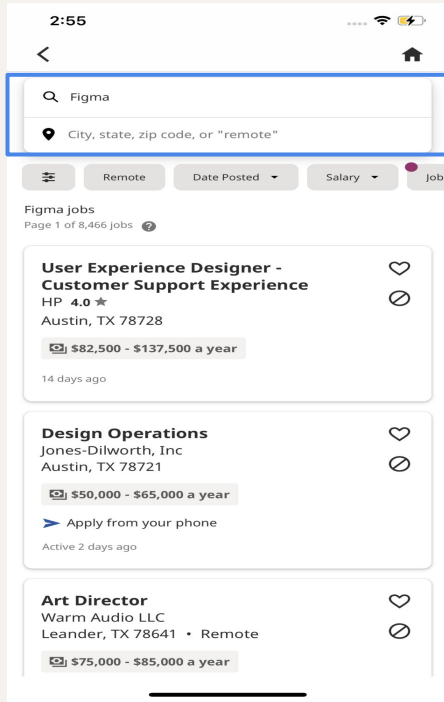 2:55
Figma
City, state, zip code, or "remote"
Remote Date Posted Salary Job
Figma jobs
Page 1 of 8,466 jobs ?
User Experience Designer -
Customer Support Experience
HP 4.0 ★
Austin, TX 78728
$82,500 - $137,500 a year
14 days ago
Design Operations
Jones-Dilworth, Inc
Austin, TX 78721
$50,000 - $65,000 a year
Apply from your phone
Active 2 days ago
Art Director
Warm Audio LLC
Leander, TX 78641 • Remote
$75,000 - $85,000 a year